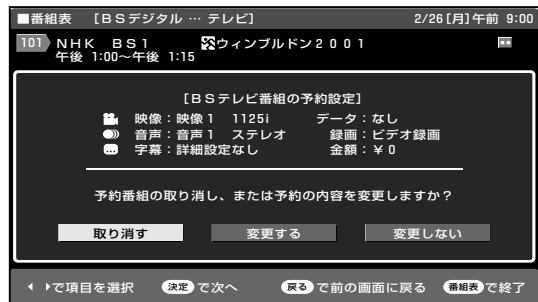 ■番組表 [BSデジタル … テレビ] 2/26[月]午前 9:00
101 NHK BS1 ウィンブルドン2001
午後 1:00~午後 1:15
[BSテレビ番組の予約設定]
映像:映像1 1125i データ:なし
音声:音声1 ステレオ 録画:ビデオ録画
字幕:詳細設定なし 金額:¥0
予約番組の取り消し、または予約の内容を変更しますか?
取り消す 変更する 変更しない
で項目を選択 決定 で次へ 戻る で前の画面に戻る 番組表 で終了